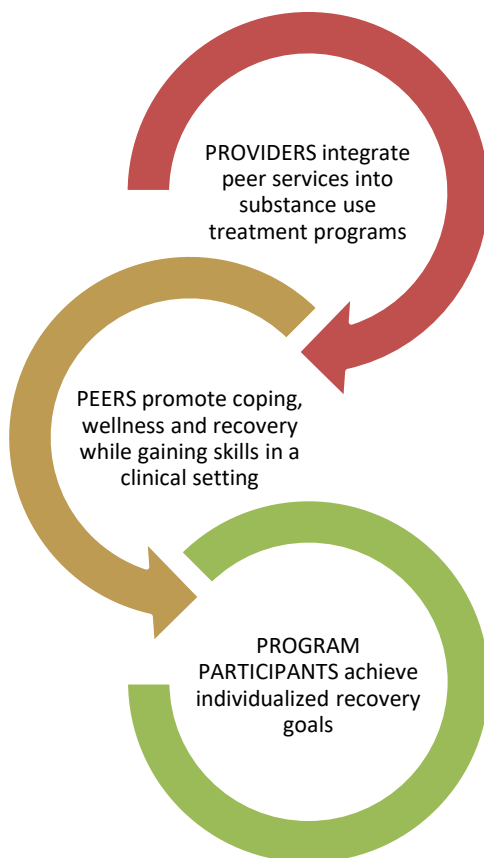 PROVIDERS integrate
peer services into
substance use
treatment programs
PEERS promote coping,
wellness and recovery
while gaining skills in a
clinical setting
PROGRAM
PARTICIPANTS achieve
individualized recovery
goals